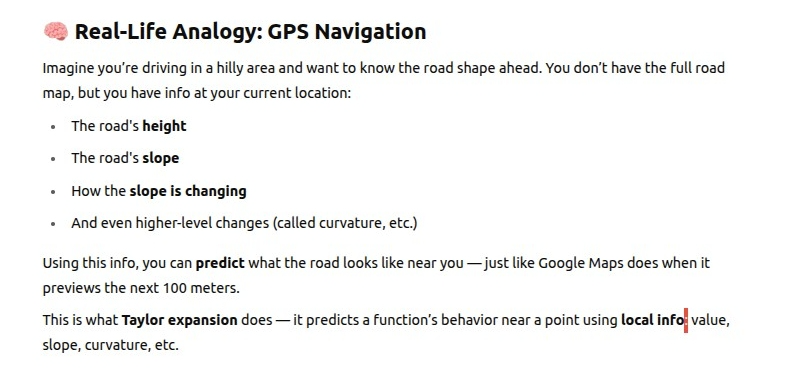 🧠 Real-Life Analogy: GPS Navigation
Imagine you’re driving in a hilly area and want to know the road shape ahead. You don’t have the full road
map, but you have info at your current location:
• The road's height
• The road's slope
• How the slope is changing
• And even higher-level changes (called curvature, etc.)
Using this info, you can predict what the road looks like near you — just like Google Maps does when it
previews the next 100 meters.
This is what Taylor expansion does — it predicts a function’s behavior near a point using local info: value,
slope, curvature, etc.